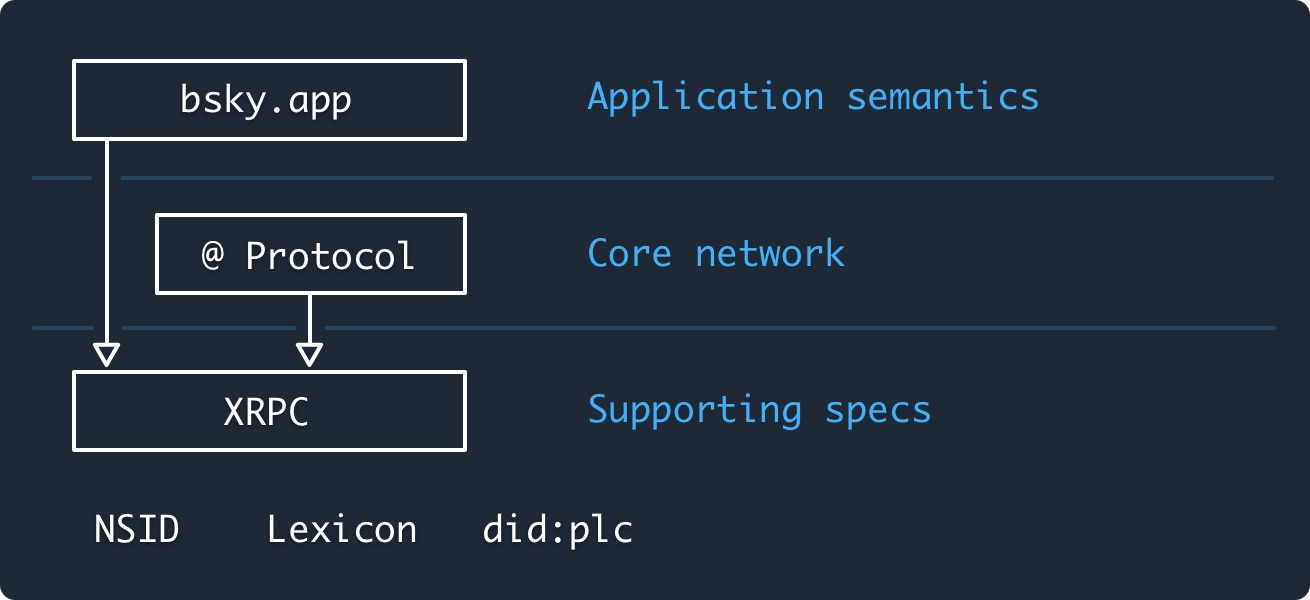 bsky.app
Application semantics
@ Protocol
Core network
XRPC
Supporting specs
NSID Lexicon did:plc